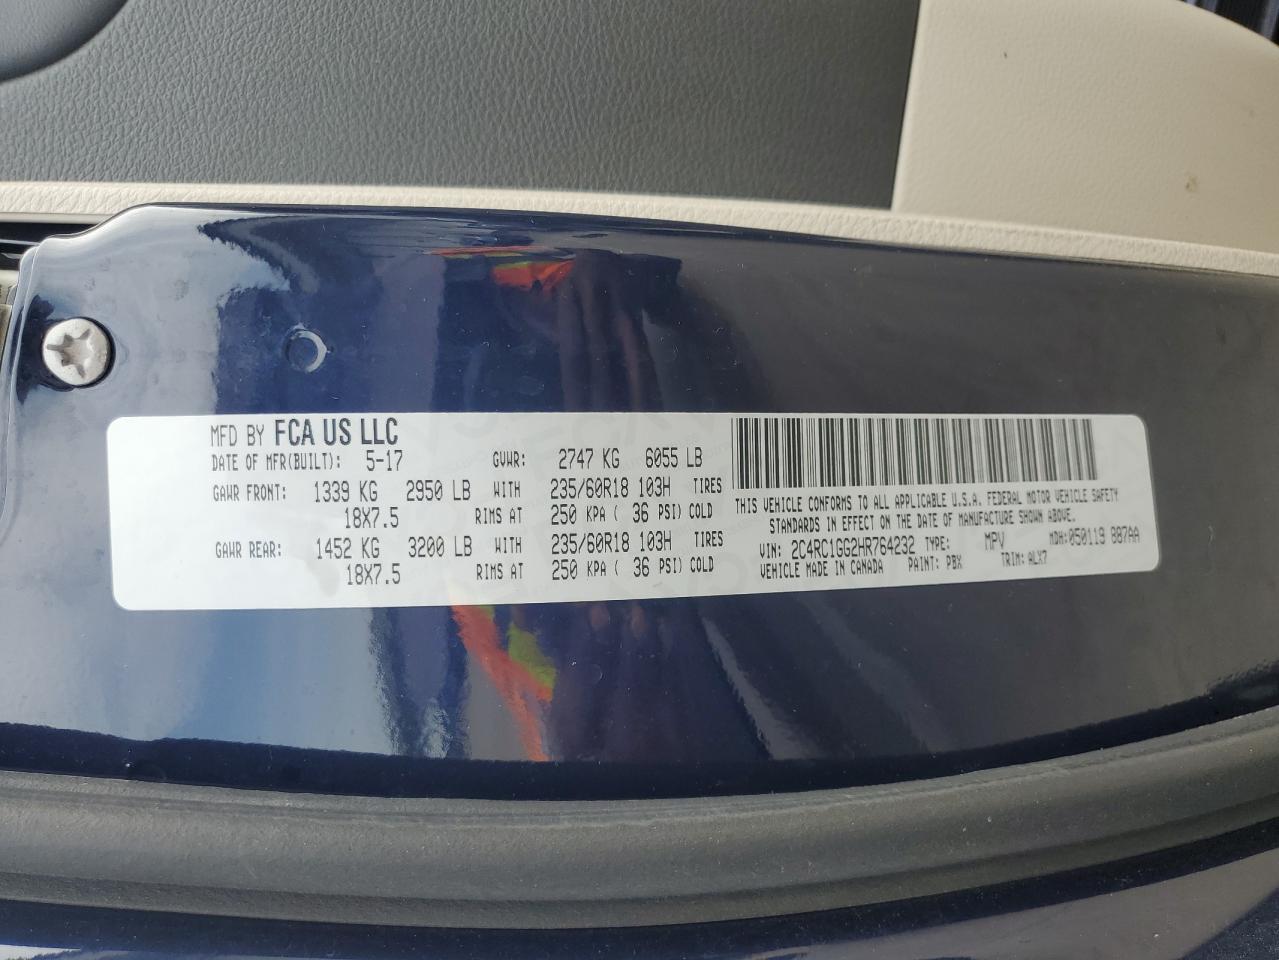 MFD BY FCA US LLC
DATE OF MFR(BUILT): 5-17 GVWR: 2747 KG 6055 LB
GAWR FRONT: 1339 KG 2950 LB WITH 235/60R18 103H TIRES
18X7.5 RIMS AT 250 KPA ( 36 PSI) COLD
GAWR REAR: 1452 KG 3200 LB WITH 235/60R18 103H TIRES
18X7.5 RIMS AT 250 KPA ( 36 PSI) COLD
THIS VEHICLE CONFORMS TO ALL APPLICABLE U.S.A. FEDERAL MOTOR VEHICLE SAFETY
STANDARDS IN EFFECT ON THE DATE OF MANUFACTURE SHOWN ABOVE.
VIN: 2C4RC1GG2HR764232 TYPE: MPV MDH: 050119 887AA
VEHICLE MADE IN CANADA PAINT: PBX TRIM: ALX7